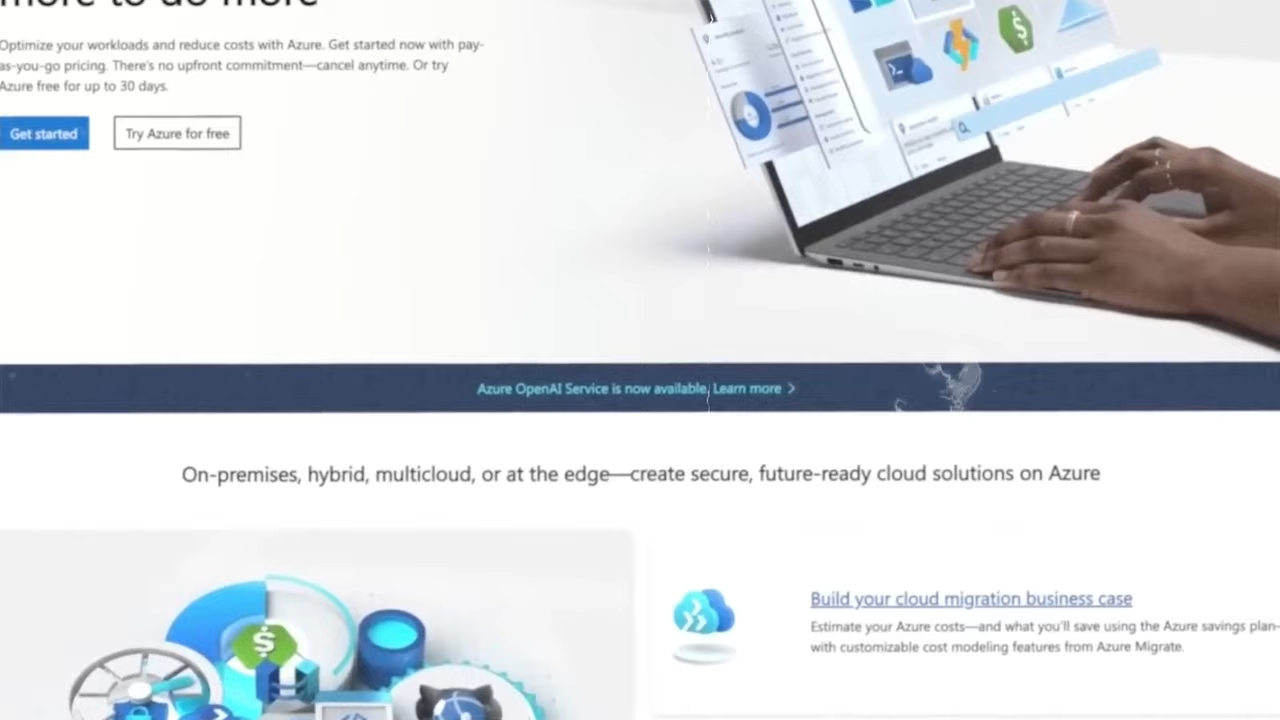 more to do more
Optimize your workloads and reduce costs with Azure. Get started now with pay-
as-you-go pricing. There's no upfront commitment—cancel anytime. Or try
Azure free for up to 30 days.
Get started
Try Azure for free
Azure OpenAI Service is now available. Learn more
On-premises, hybrid, multicloud, or at the edge—create secure, future-ready cloud solutions on Azure
Build your cloud migration business case
Estimate your Azure costs—and what you'll save using the Azure savings plan—
with customizable cost modeling features from Azure Migrate.